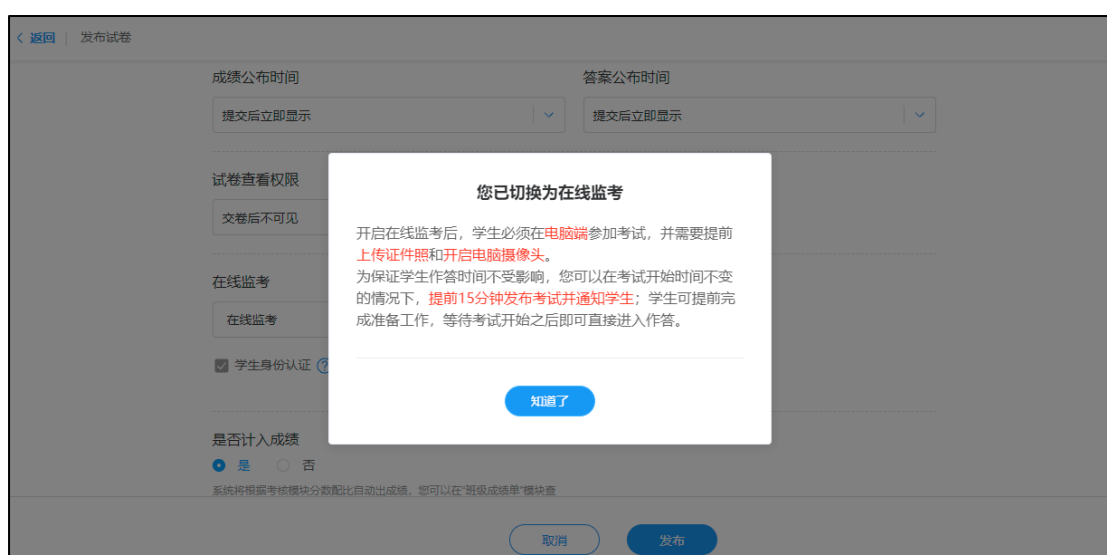 返回 | 发布试卷
成绩公布时间 答案公布时间
提交后立即显示 提交后立即显示
试卷查看权限
交卷后不可见
在线监考
在线监考
学生身份认证 ?
您已切换为在线监考
开启在线监考后，学生必须在电脑端参加考试，并需要提前
上传证件照和开启电脑摄像头。
为保证学生作答时间不受影响，您可以在考试开始时间不变
的情况下，提前15分钟发布考试并通知学生；学生可提前完
成准备工作，等待考试开始之后即可直接进入作答。
知道了
是否计入成绩
是 否
系统将根据考核模块分数配比自动出成绩，您可以在“班级成绩单”模块查
取消 发布